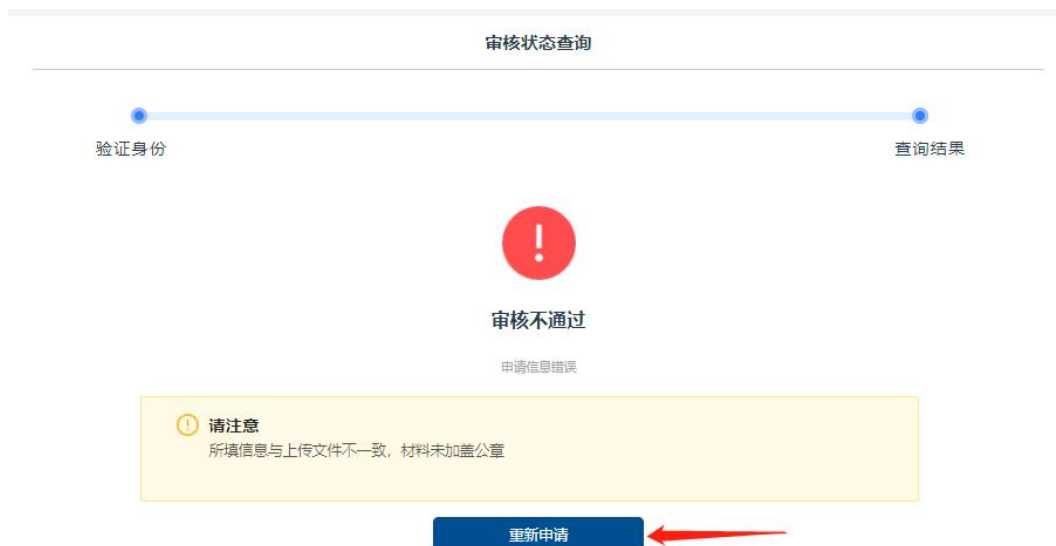 审核状态查询
验证身份
查询结果
审核不通过
申请信息错误
请注意
所填信息与上传文件不一致，材料未加盖公章
重新申请